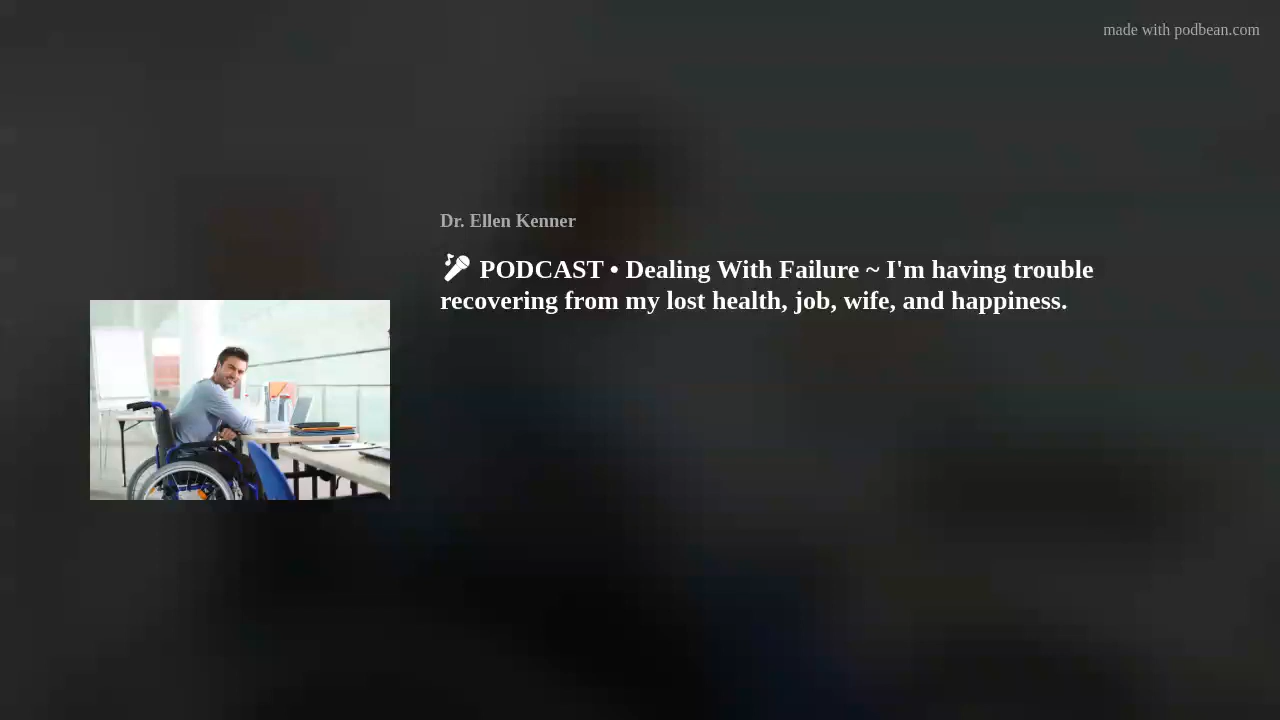 made with podbean.com
Dr. Ellen Kenner
🎤 PODCAST • Dealing With Failure ~ I'm having trouble
recovering from my lost health, job, wife, and happiness.